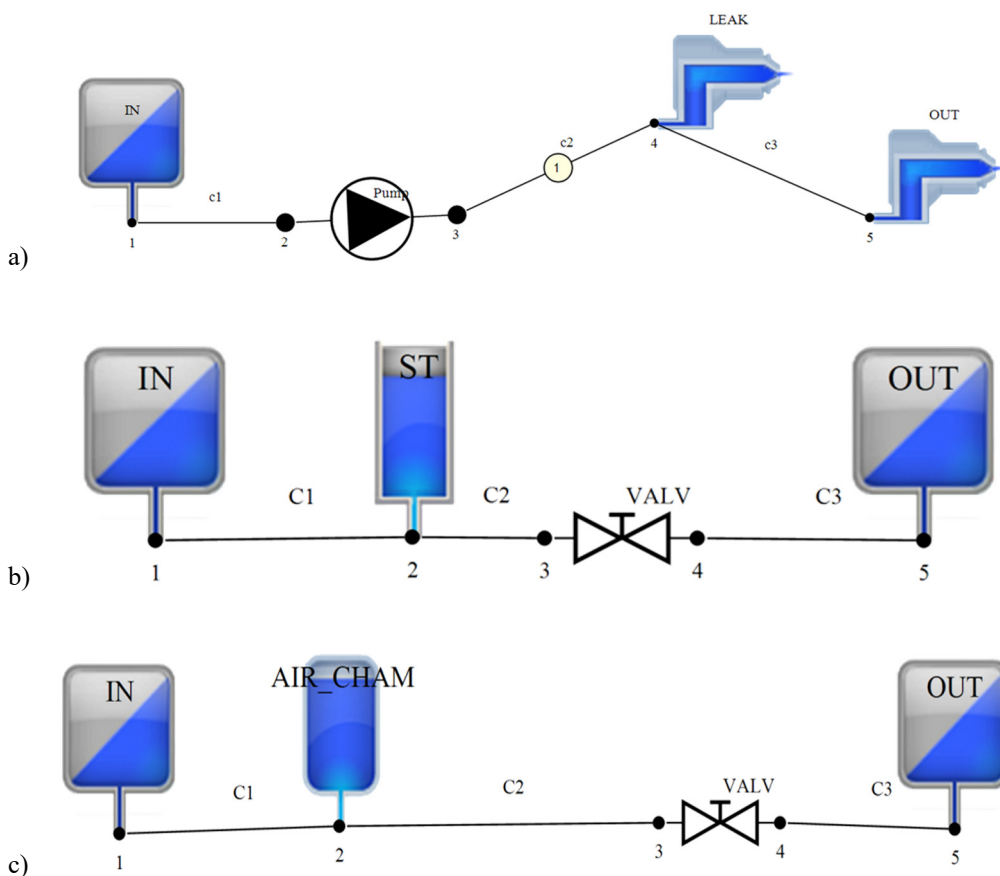 LEAK
IN
OUT
c2
4
c3
1
Pump
c1
3
5
1
2
a)
IN
ST
OUT
C1
C2
VALV
C3
1
2
3
4
5
b)
IN
AIR_CHAM
OUT
C1
C2
VALV
C3
1
2
3
4
5
c)